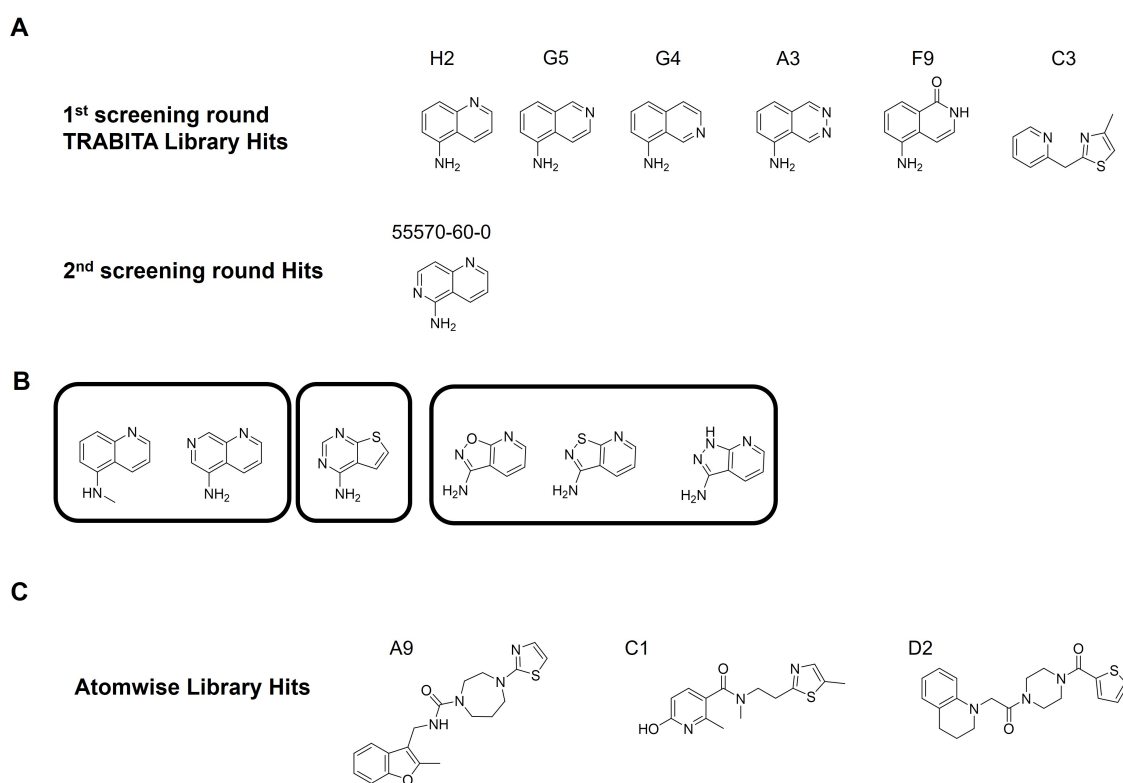 A
H2 G5 G4 A3 F9 C3
1st screening round
TRABITA Library Hits
N N N N N O NH N N S
NH2 NH2 NH2 NH2 NH2
55570-60-0
2nd screening round Hits
N N
NH2
B
N N N N S O N S N H N N
HN NH2 N NH2 N H2N N H2N N H2N
C
A9 C1 D2
Atomwise Library Hits
N S N N O NH O
O N N S HO N
S O N N N O